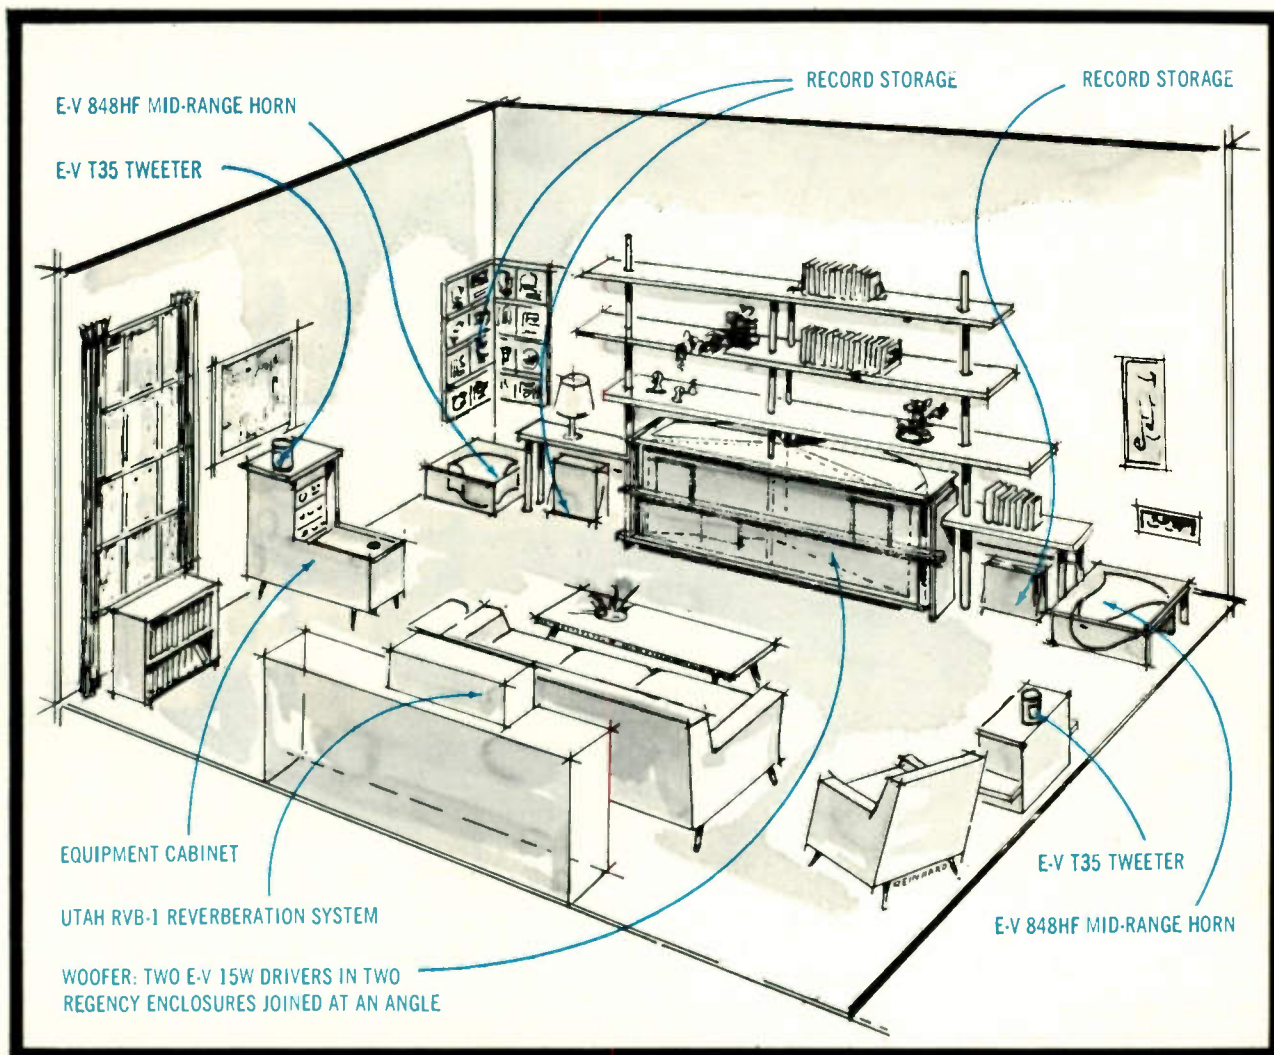 RECORD STORAGE
RECORD STORAGE
E-V 848HF MID-RANGE HORN
E-V T35 TWEETER
EQUIPMENT CABINET
UTAH RVB-1 REVERBERATION SYSTEM
WOOFER: TWO E-V 15W DRIVERS IN TWO
REGENCY ENCLOSURES JOINED AT AN ANGLE
E-V T35 TWEETER
E-V 848HF MID-RANGE HORN
REINHARD